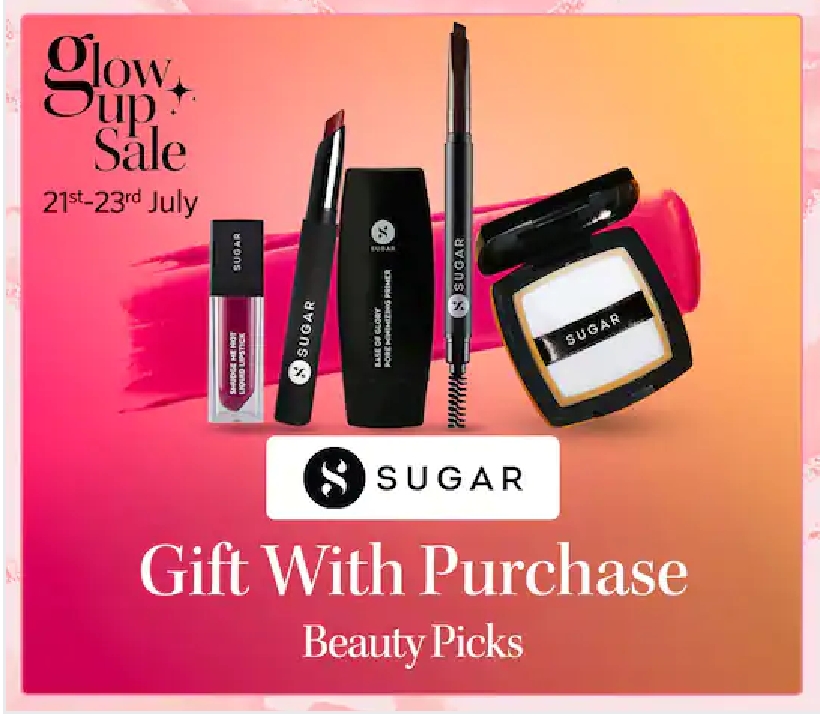 glow
up
Sale
21st-23rd July
SUGAR
SMUDGE ME NOT
LIQUID LIPSTICK
SUGAR
SUGAR
BASE OF GLORY
PORE MINIMIZING PRIMER
SUGAR
SUGAR
SUGAR
Gift With Purchase
Beauty Picks